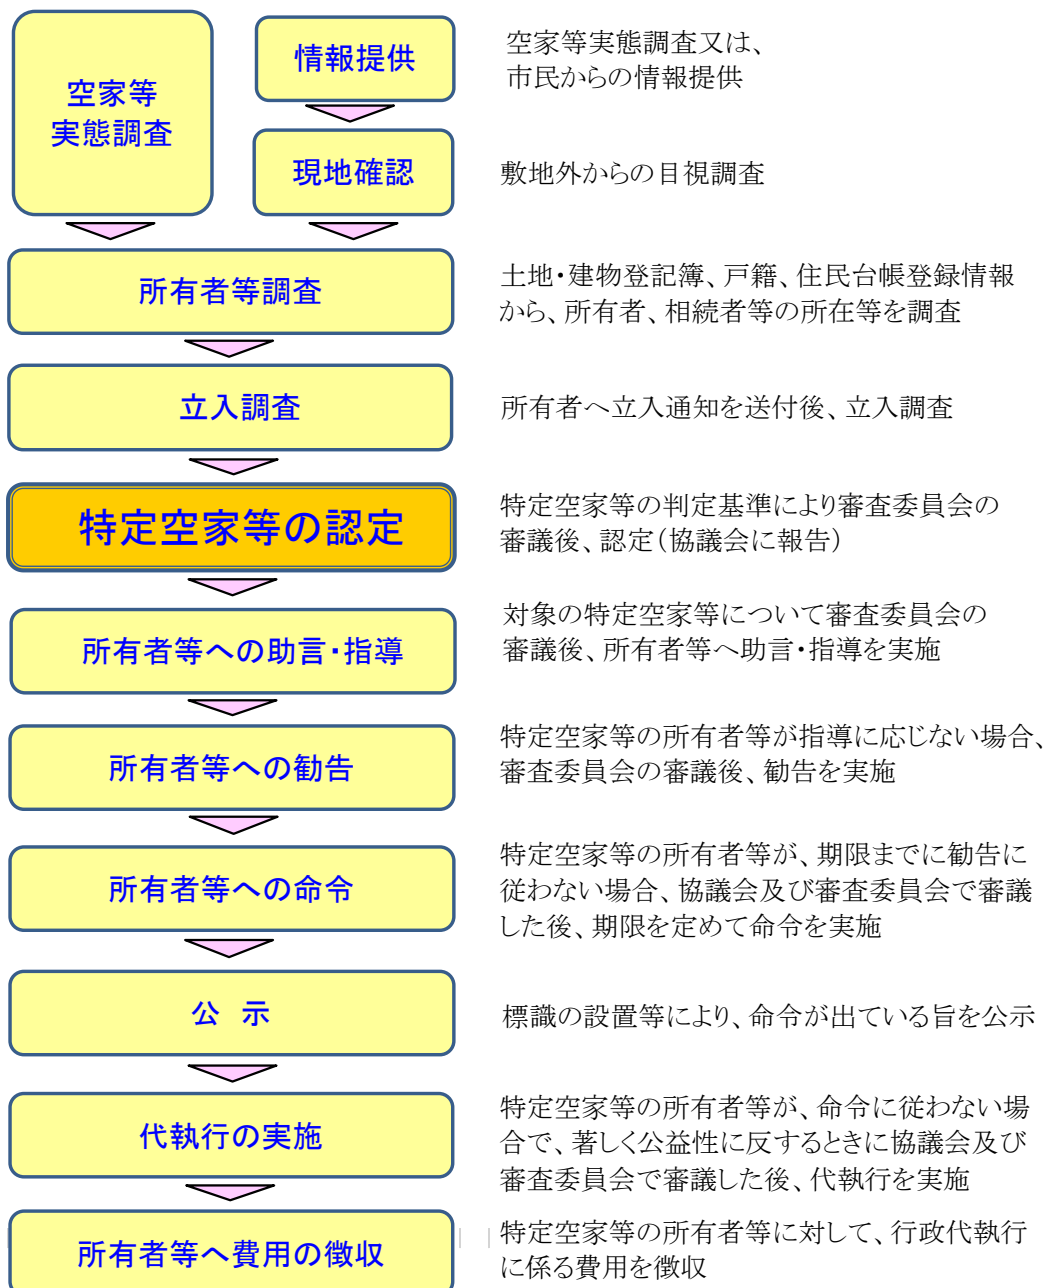 空家等
実態調査
情報提供
空家等実態調査又は、
市民からの情報提供
現地確認
敷地外からの目視調査
所有者等調査
土地・建物登記簿、戸籍、住民台帳登録情報
から、所有者、相続者等の所在等を調査
立入調査
所有者へ立入通知を送付後、立入調査
特定空家等の認定
特定空家等の判定基準により審査委員会の
審議後、認定(協議会に報告)
所有者等への助言・指導
対象の特定空家等について審査委員会の
審議後、所有者等へ助言・指導を実施
所有者等への勧告
特定空家等の所有者等が指導に応じない場合、
審査委員会の審議後、勧告を実施
所有者等への命令
特定空家等の所有者等が、期限までに勧告に
従わない場合、協議会及び審査委員会で審議
した後、期限を定めて命令を実施
公 示
標識の設置等により、命令が出ている旨を公示
代執行の実施
特定空家等の所有者等が、命令に従わない場
合で、著しく公益性に反するときに協議会及び
審査委員会で審議した後、代執行を実施
所有者等へ費用の徴収
特定空家等の所有者等に対して、行政代執行
に係る費用を徴収